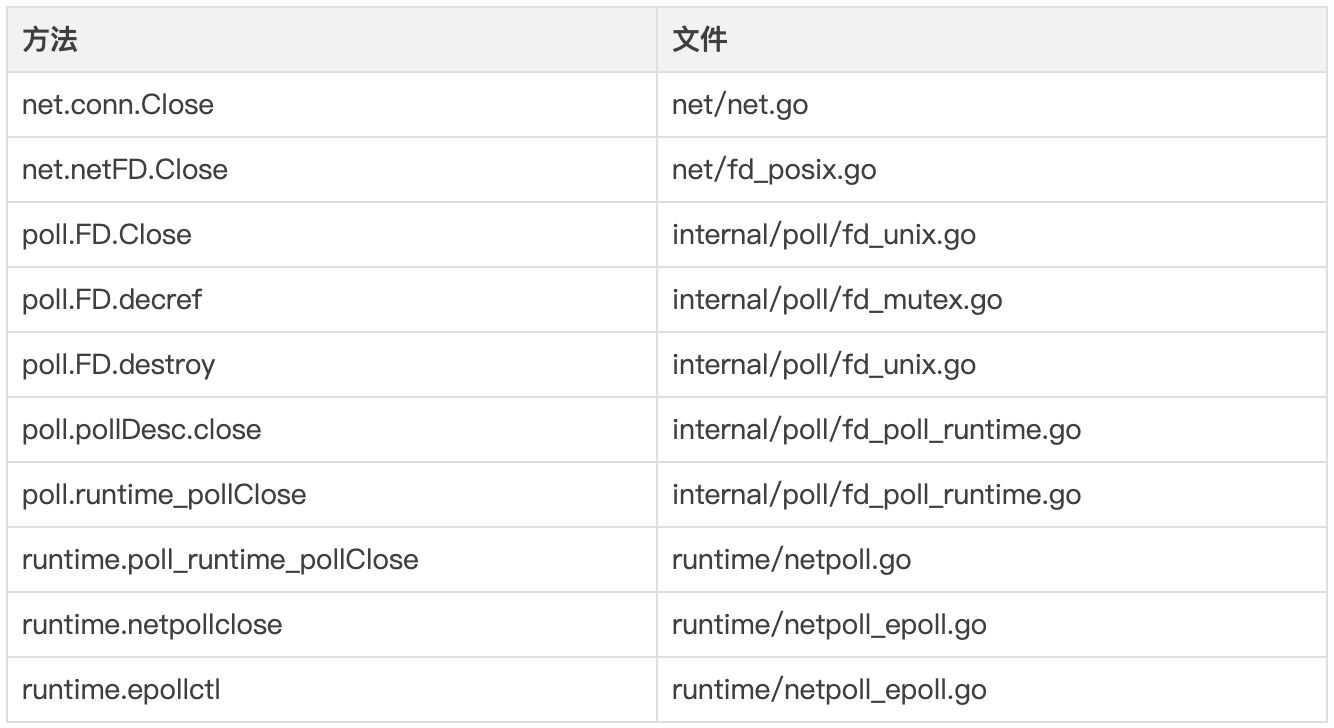 方法 文件
net.conn.Close net/net.go
net.netFD.Close net/fd_posix.go
poll.FD.Close internal/poll/fd_unix.go
poll.FD.decref internal/poll/fd_mutex.go
poll.FD.destroy internal/poll/fd_unix.go
poll.pollDesc.close internal/poll/fd_poll_runtime.go
poll.runtime_pollClose internal/poll/fd_poll_runtime.go
runtime.poll_runtime_pollClose runtime/netpoll.go
runtime.netpollclose runtime/netpoll_epoll.go
runtime.epollctl runtime/netpoll_epoll.go